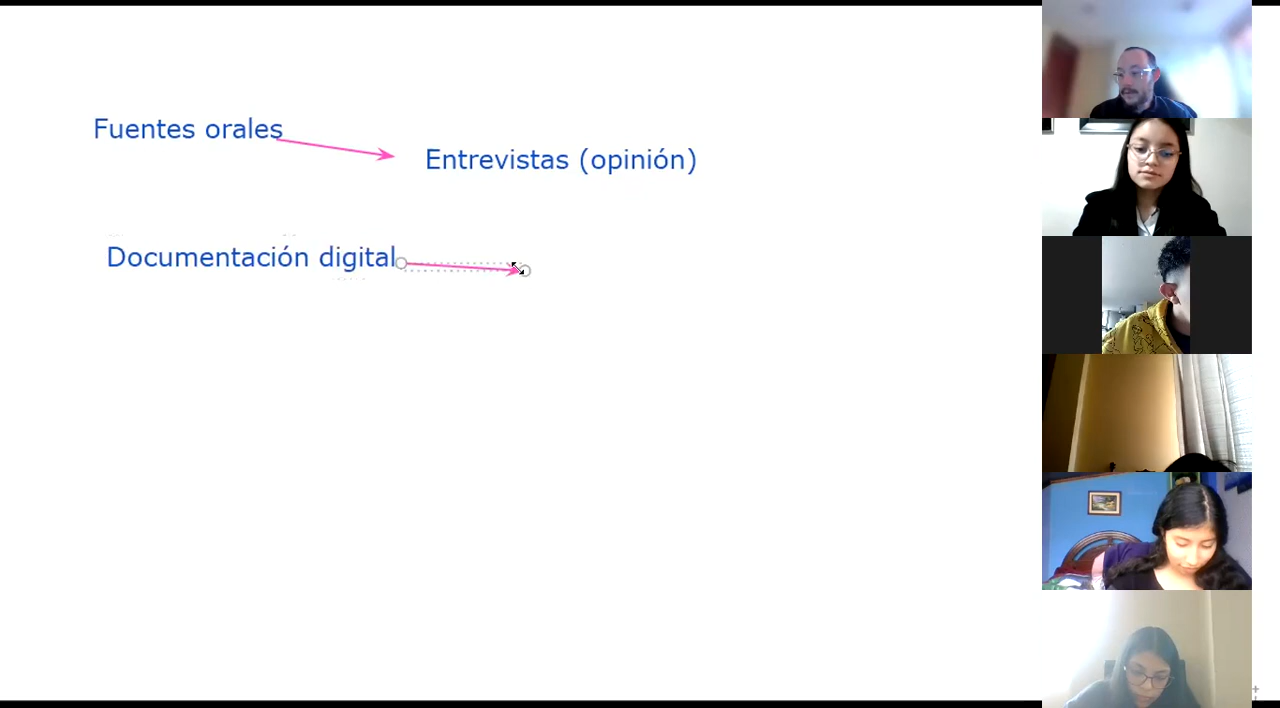 Fuentes orales
Entrevistas (opinión)
Documentación digital